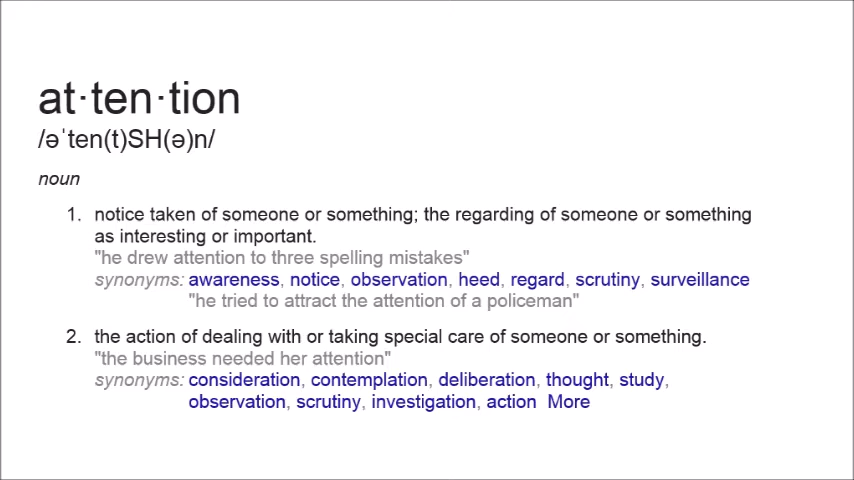 at·ten·tion
/əˈten(t)SH(ə)n/
noun
1. notice taken of someone or something; the regarding of someone or something
as interesting or important.
"he drew attention to three spelling mistakes"
synonyms: awareness, notice, observation, heed, regard, scrutiny, surveillance
"he tried to attract the attention of a policeman"
2. the action of dealing with or taking special care of someone or something.
"the business needed her attention"
synonyms: consideration, contemplation, deliberation, thought, study,
observation, scrutiny, investigation, action More